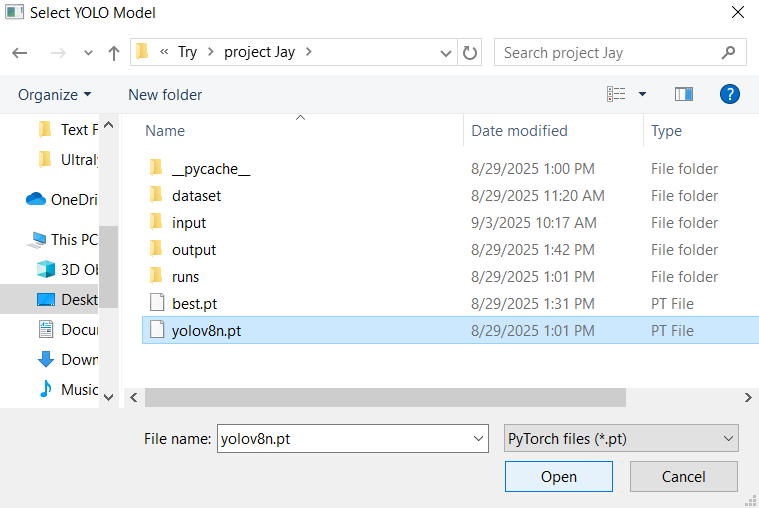 Select YOLO Model
« Try > project Jay >
Search project Jay
Organize
New folder
?
Name
Date modified
Type
Text F
Ultraly
OneDri
This PC
3D Ob
Deskt
Docum
Down
Music
__pycache__ 8/29/2025 1:00 PM File folder
dataset 8/29/2025 11:20 AM File folder
input 9/3/2025 10:17 AM File folder
output 8/29/2025 1:42 PM File folder
runs 8/29/2025 1:01 PM File folder
best.pt 8/29/2025 1:31 PM PT File
yolov8n.pt 8/29/2025 1:01 PM PT File
File name: yolov8n.pt
PyTorch files (*.pt)
Open
Cancel